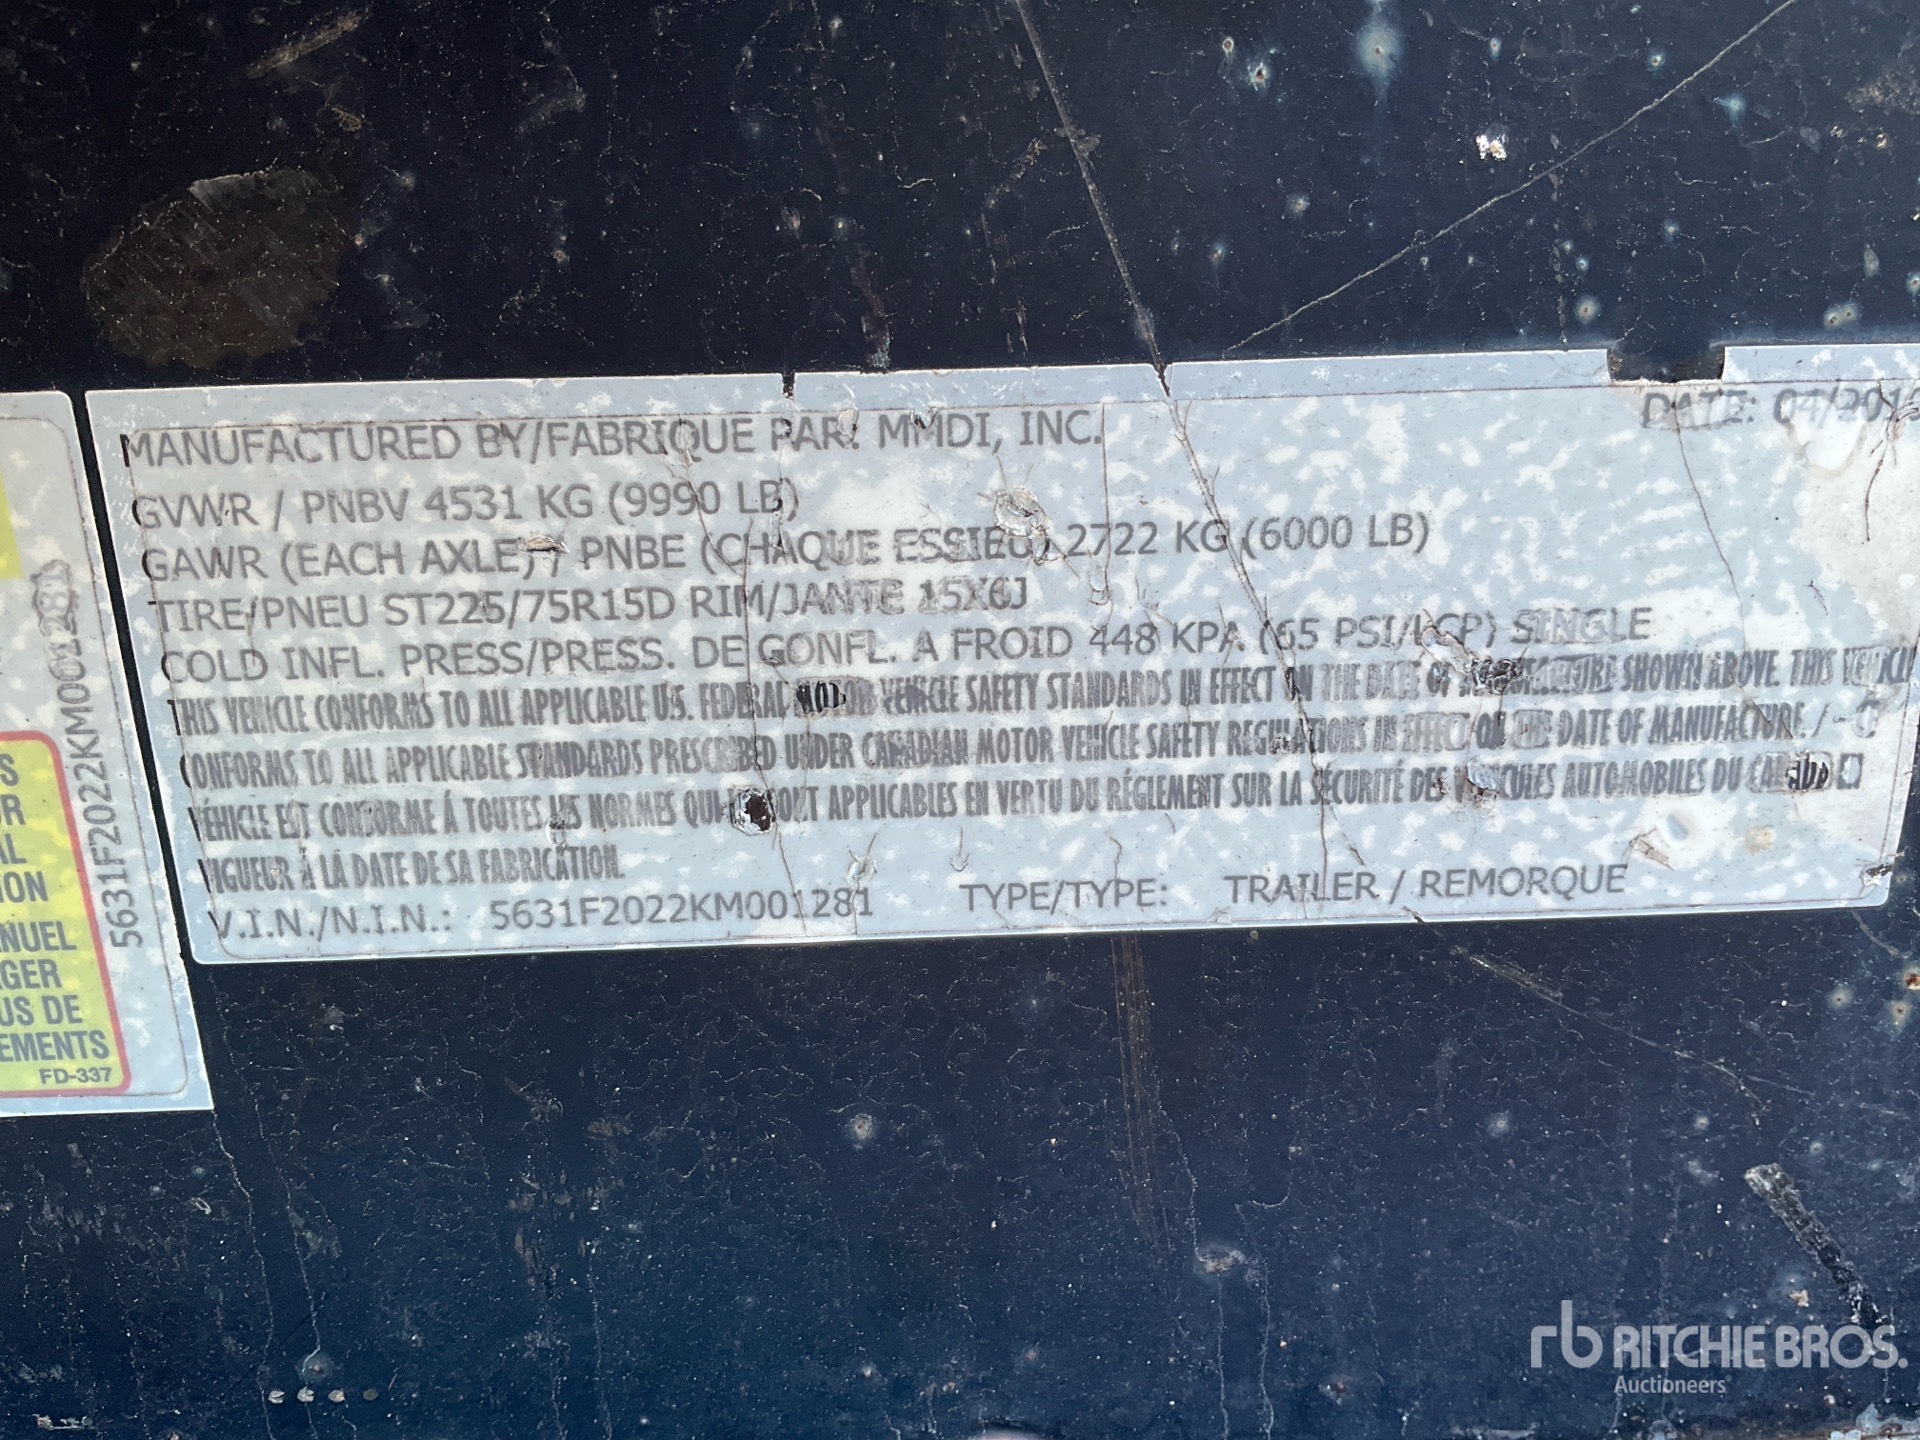 MANUFACTURED BY/FABRIQUE PAR: MMDI, INC.
DATE: 04/2019
GVWR / PNBV 4531 KG (9990 LB)
GAWR (EACH AXLE) / PNBE (CHAQUE ESSIEU) 2722 KG (6000 LB)
TIRE/PNEU ST225/75R15D RIM/JANTE 15X6J
COLD INFL. PRESS/PRESS. DE GONFL. A FROID 448 KPA (65 PSI/LCP) SINGLE
THIS VEHICLE CONFORMS TO ALL APPLICABLE U.S. FEDERAL MOTOR VEHICLE SAFETY STANDARDS IN EFFECT ON THE DATE OF MANUFACTURE SHOWN ABOVE. THIS VEHICLE
CONFORMS TO ALL APPLICABLE STANDARDS PRESCRIBED UNDER CANADIAN MOTOR VEHICLE SAFETY REGULATIONS IN EFFECT ON THE DATE OF MANUFACTURE. /
VÉHICLE EST CONFORME Á TOUTES LES NORMES QUI SONT APPLICABLES EN VERTU DU RÉGLEMENT SUR LA SÉCURITÉ DES VÉHICULES AUTOMOBILES DU CANADA
VIGUEUR Á LA DATE DE SA FABRICATION.
V.I.N./N.I.N.: 5631F2022KM001281 TYPE/TYPE: TRAILER / REMORQUE
5631F2022KM001281
S
UR
AL
ION
ANUEL
RGER
US DE
EMENTS
FD-337
rb RITCHIE BROS.
Auctioneers